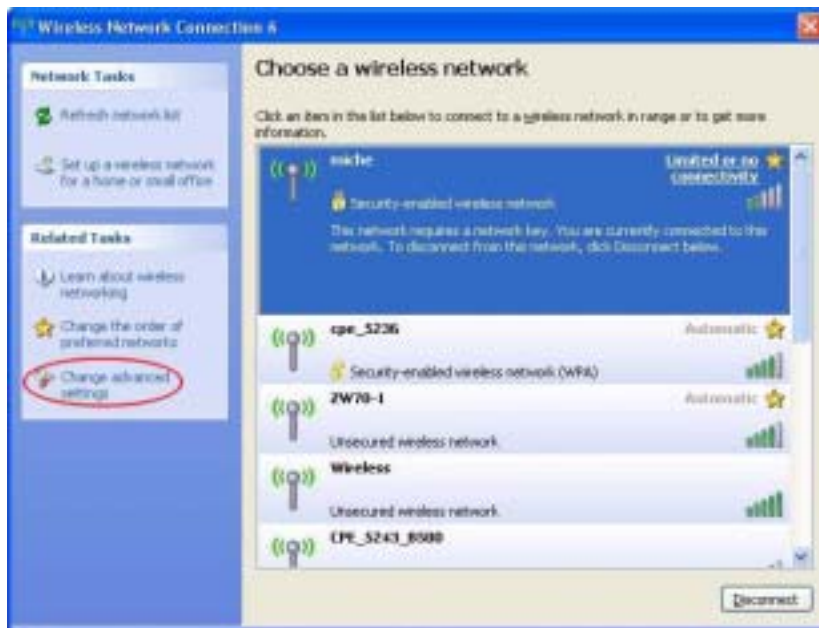 Wireless Network Connection 6
Network Tasks
Refresh network list
Set up a wireless network
for a home or small office
Related Tasks
Learn about wireless
networking
Change the order of
preferred networks
Change advanced
settings
Choose a wireless network
Click an item in the list below to connect to a wireless network in range or to get more
information.
miche
Limited or no
connectivity
Security-enabled wireless network
This network requires a network key. You are currently connected to this
network. To disconnect from this network, click Disconnect below.
cpe_5236
Automatic
Security-enabled wireless network (WPA)
2W70-1
Automatic
Unsecured wireless network
Wireless
Unsecured wireless network
CPE_5243_B500
Disconnect